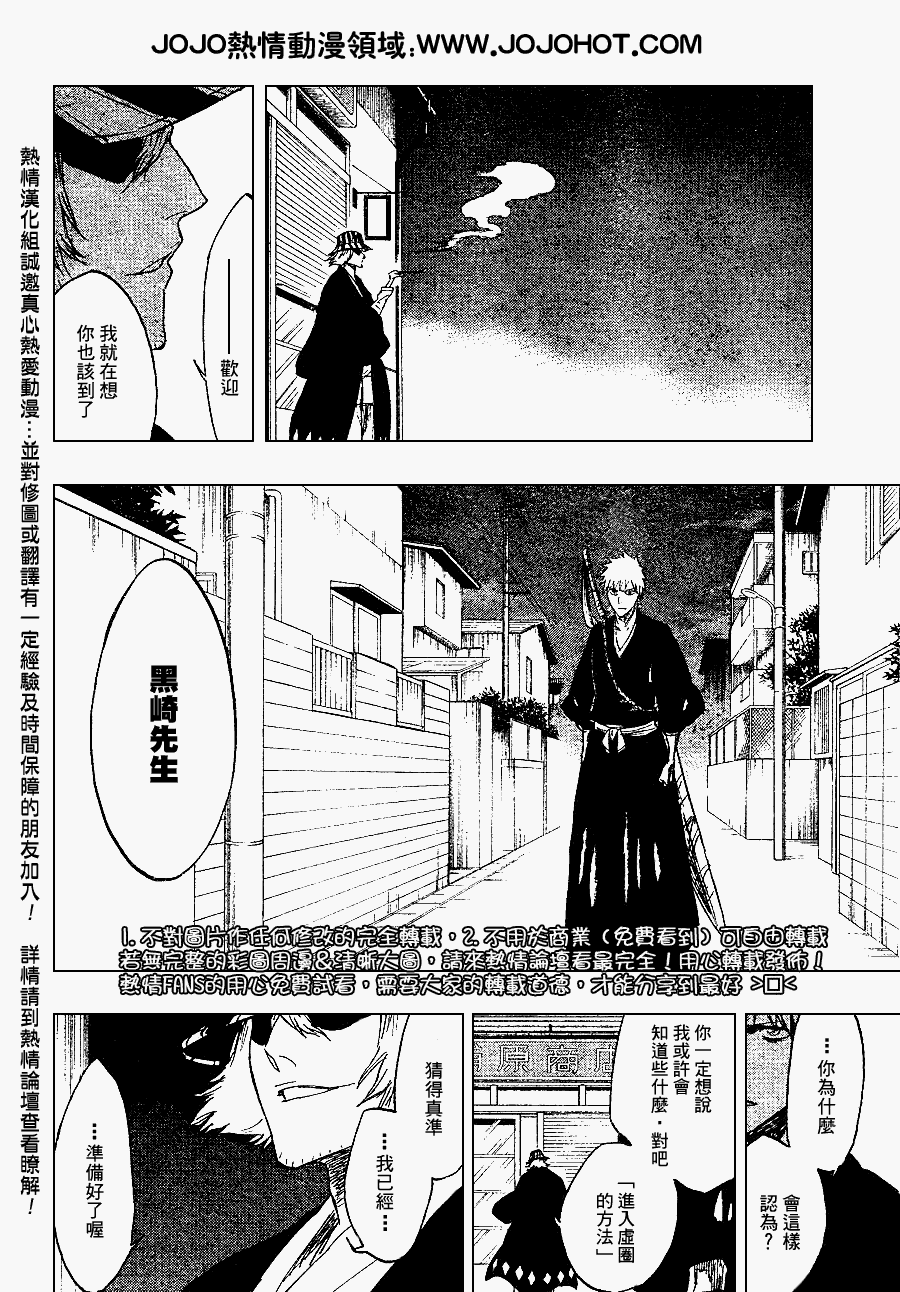 JOJO熱情動漫領域:WWW.JOJOHOT.COM
熱情漢化組誠邀真心熱愛動漫…並對修圖或翻譯有一定經驗及時間保障的朋友加入！ 詳情請到熱情論壇查看瞭解！
——歡迎
我就在想
你也該到了
黑崎先生
1. 不對圖片作任何修改的完全轉載，2. 不用於商業（免費看到）可自由轉載
若無完整的彩圖周漫&清晰大圖，請來熱情論壇看最完全！用心轉載發佈！
熱情FANS的用心免費試看，需要大家的轉載道德，才能分享到最好 >口<
…你為什麼
會這樣
認為?
你一定想說
我或許會
知道些什麼．對吧
「進入虛圈
的方法」
原商店
猜得真準
…我已經…
…準備好了喔